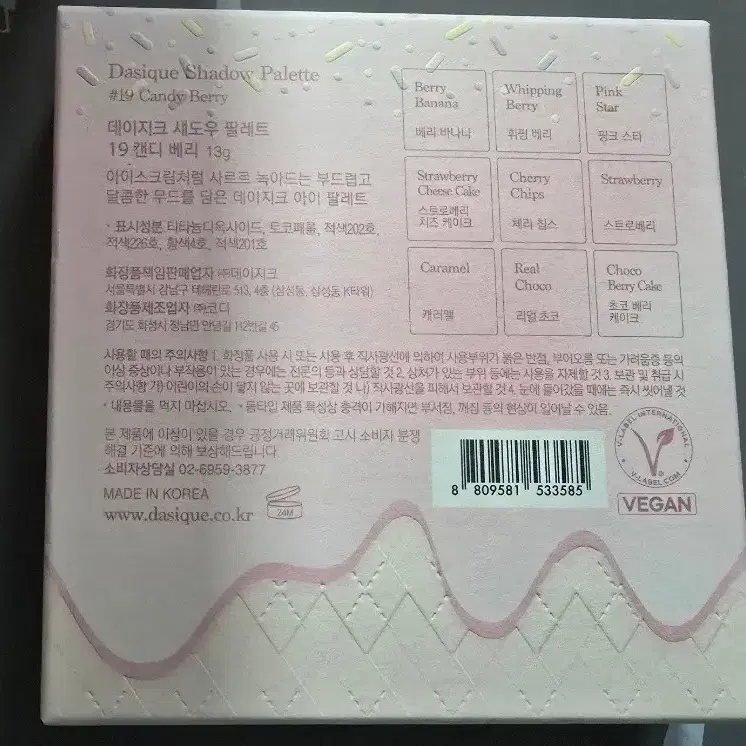 Dasique Shadow Palette
#19 Candy Berry
데이지크 섀도우 팔레트
19 캔디 베리 13g
아이스크림처럼 사르르 녹아드는 부드럽고
달콤한 무드를 담은 데이지크 아이 팔레트
• 표시성분 티타늄디옥사이드, 토코페롤, 적색202호,
적색226호, 황색4호, 적색201호
화장품책임판매업자 ㈜데이지크
서울특별시 강남구 테헤란로 513, 4층 (삼성동, 삼성동 K타워)
화장품제조업자 ㈜코디
경기도 화성시 정남면 만년로 112번길 45
Berry
Banana
베리 바나나
Whipping
Berry
휘핑 베리
Pink
Star
핑크 스타
Strawberry
Cheese Cake
스트로베리
치즈 케이크
Cherry
Chips
체리 칩스
Strawberry
스트로베리
Caramel
캐러멜
Real
Choco
리얼 초코
Choco
Berry Cake
초코 베리
케이크
사용할 때의 주의사항 1. 화장품 사용 시 또는 사용 후 직사광선에 의하여 사용부위가 붉은 반점, 부어오름 또는 가려움증 등의
이상 증상이나 부작용이 있는 경우에는 전문의 등과 상담할 것 2. 상처가 있는 부위 등에는 사용을 자제할 것 3. 보관 및 취급 시
주의사항 가) 어린이의 손이 닿지 않는 곳에 보관할 것 나) 직사광선을 피해서 보관할 것 4. 눈에 들어갔을 때에는 즉시 씻어낼 것
• 내용물을 먹지 마십시오. • 돔타입 제품 특성상 충격이 가해지면 부서짐, 깨짐 등의 현상이 일어날 수 있음.
본 제품에 이상이 있을 경우 공정거래위원회 고시 소비자 분쟁
해결 기준에 의해 보상해드립니다.
소비자상담실 02-6959-3877
MADE IN KOREA
www.dasique.co.kr
24M
8 809581 533585
V-LABEL INTERNATIONAL
V-LABEL.COM
VEGAN